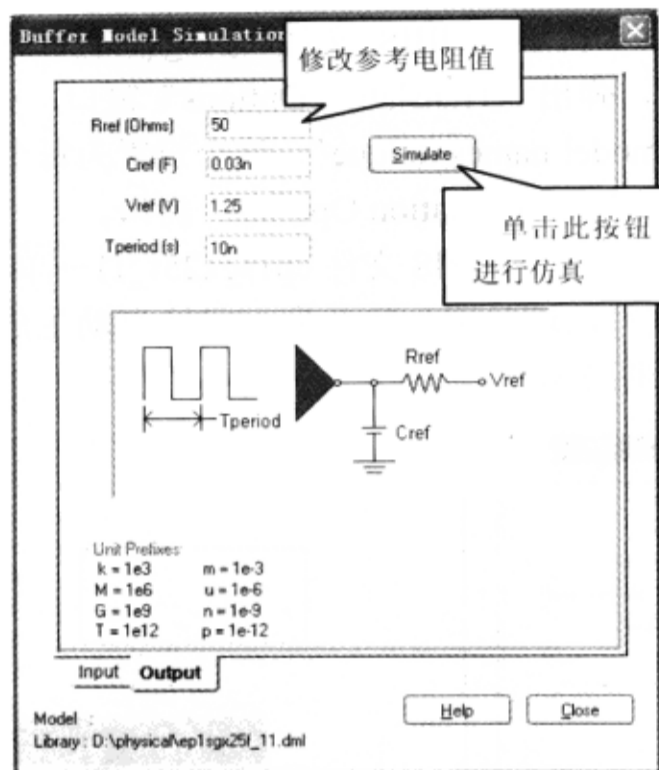 Buffer Model Simulation
修改参考电阻值
Rref (Ohms) 50
Cref (F) 0.03n
Simulate
Vref (V) 1.25
单击此按钮
进行仿真
Tperiod (s) 10n
Rref
Vref
Tperiod
Cref
Unit Prefixes
k = 1e3 m = 1e-3
M = 1e6 u = 1e-6
G = 1e9 n = 1e-9
T = 1e12 p = 1e-12
Input Output
Help Close
Model :
Library : D:\physical\ep1sgx25f_11.dml